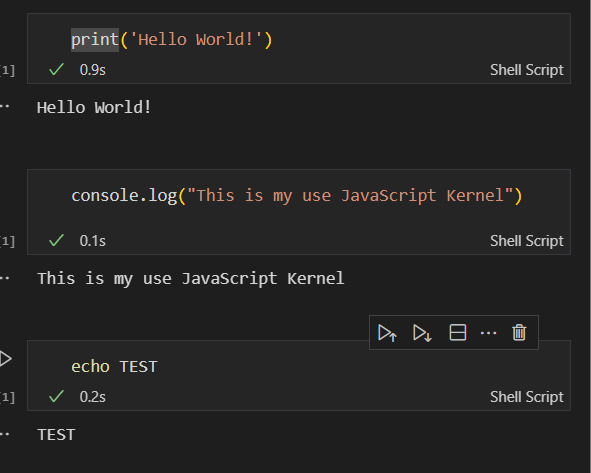 print('Hello World!')
[1]
0.9s
Shell Script
Hello World!
console.log("This is my use JavaScript Kernel")
[1]
0.1s
Shell Script
This is my use JavaScript Kernel
echo TEST
[1]
0.2s
Shell Script
TEST